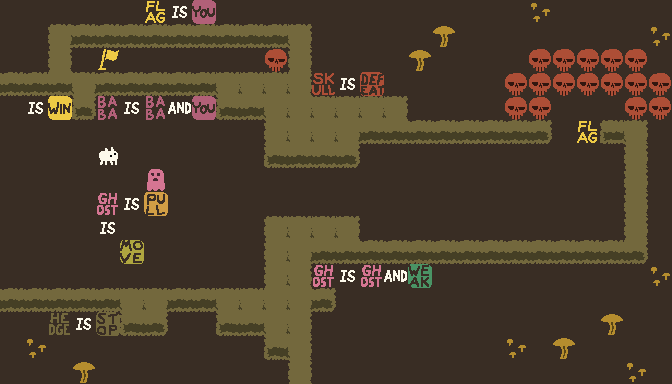 FLAG IS YOU
SKULL IS DEFEAT
IS WIN
BABA IS BABA AND YOU
FLAG
GHOST IS PULL
IS
MOVE
GHOST IS GHOST AND WEAK
HEDGE IS STOP